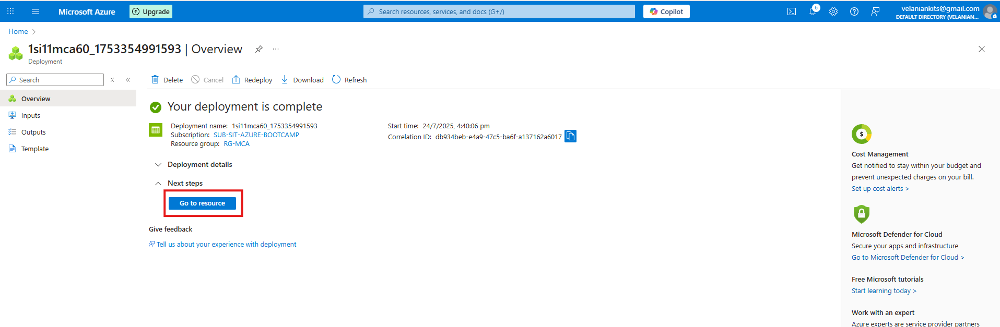 Microsoft Azure
Upgrade
Search resources, services, and docs (G+/)
Copilot
6
velaniankits@gmail.com
DEFAULT DIRECTORY (VELANIAN...
Home
1si11mca60_1753354991593 | Overview
...
Deployment
Search
Delete
Cancel
Redeploy
Download
Refresh
Overview
Inputs
Outputs
Template
Your deployment is complete
Deployment name: 1si11mca60_1753354991593
Subscription: SUB-SIT-AZURE-BOOTCAMP
Resource group: RG-MCA
Start time: 24/7/2025, 4:40:06 pm
Correlation ID: db934beb-e4a9-47c5-ba6f-a137162a6017
Deployment details
Next steps
Go to resource
Give feedback
Tell us about your experience with deployment
$
Cost Management
Get notified to stay within your budget and
prevent unexpected charges on your bill.
Set up cost alerts >
Microsoft Defender for Cloud
Secure your apps and infrastructure
Go to Microsoft Defender for Cloud >
Free Microsoft tutorials
Start learning today >
Work with an expert
Azure experts are service provider partners